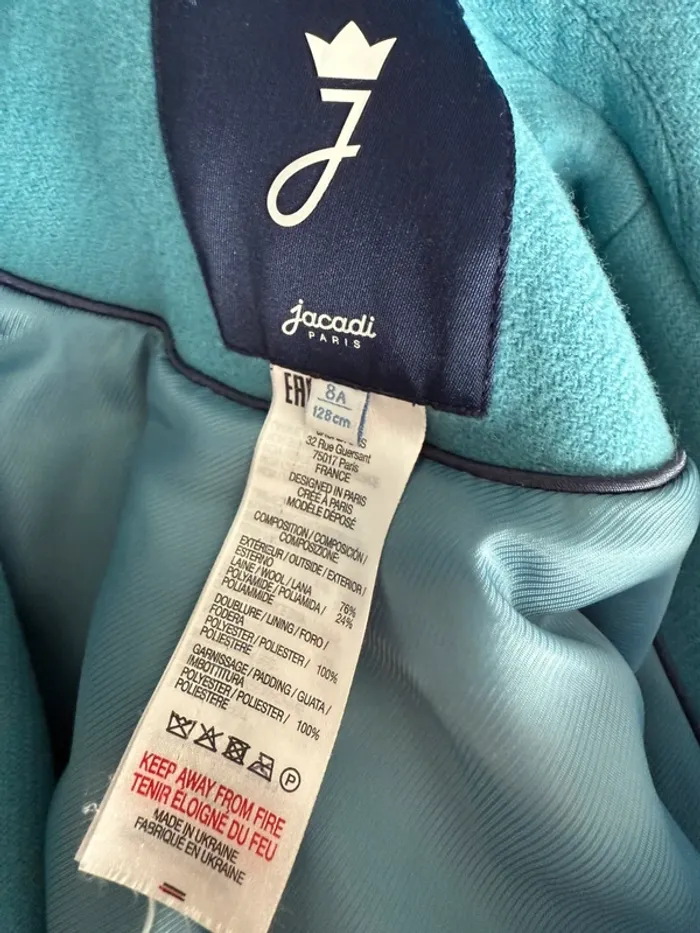 J
jacadi
PARIS
8A
128cm
32 Rue Guersant
75017 Paris
FRANCE
DESIGNED IN PARIS
CRÉE À PARIS
MODÈLE DÉPOSÉ
COMPOSITION / COMPOSICIÓN /
COMPOSIZIONE:
EXTÉRIEUR / OUTSIDE / EXTERIOR /
ESTERNO
LAINE / WOOL / LANA 76%
POLYAMIDE / POLIAMIDA / 24%
POLIAMMIDE
DOUBLURE / LINING / FORO /
FODERA
POLYESTER / POLIESTER / 100%
POLIESTERE
GARNISSAGE / PADDING / GUATA /
IMBOTTITURA
POLYESTER / POLIESTER / 100%
POLIESTERE
P
KEEP AWAY FROM FIRE
TENIR ÉLOIGNÉ DU FEU
MADE IN UKRAINE
FABRIQUÉ EN UKRAINE